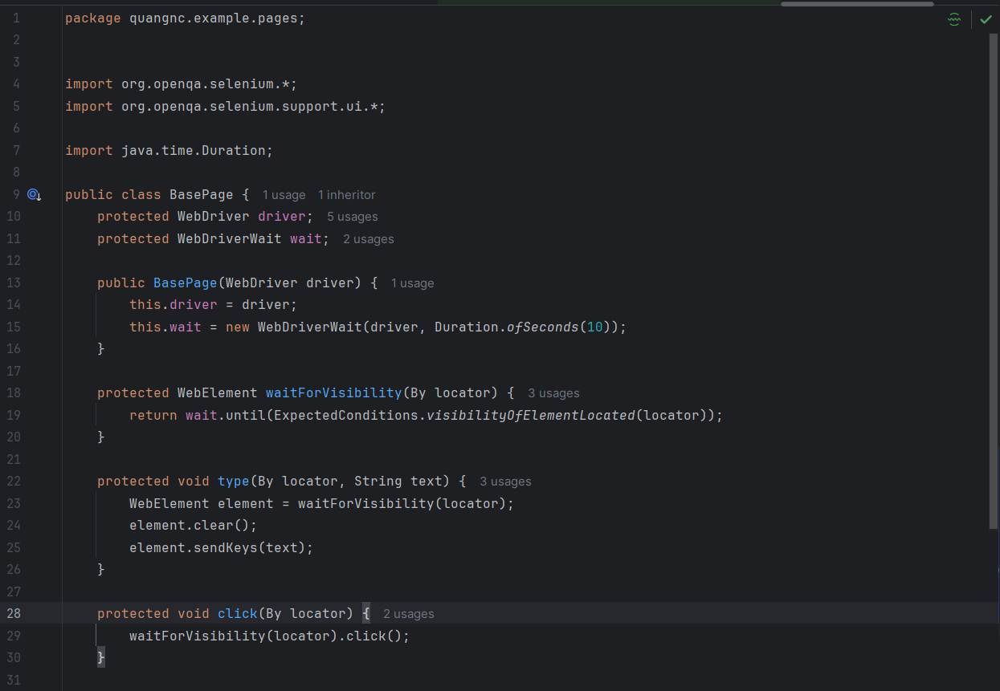 1 package quangnc.example.pages;
2
3
4 import org.openqa.selenium.*;
5 import org.openqa.selenium.support.ui.*;
6
7 import java.time.Duration;
8
9 public class BasePage { 1 usage 1 inheritor
10     protected WebDriver driver; 5 usages
11     protected WebDriverWait wait; 2 usages
12
13     public BasePage(WebDriver driver) { 1 usage
14         this.driver = driver;
15         this.wait = new WebDriverWait(driver, Duration.ofSeconds(10));
16     }
17
18     protected WebElement waitForVisibility(By locator) { 3 usages
19         return wait.until(ExpectedConditions.visibilityOfElementLocated(locator));
20     }
21
22     protected void type(By locator, String text) { 3 usages
23         WebElement element = waitForVisibility(locator);
24         element.clear();
25         element.sendKeys(text);
26     }
27
28     protected void click(By locator) { 2 usages
29         waitForVisibility(locator).click();
30     }
31